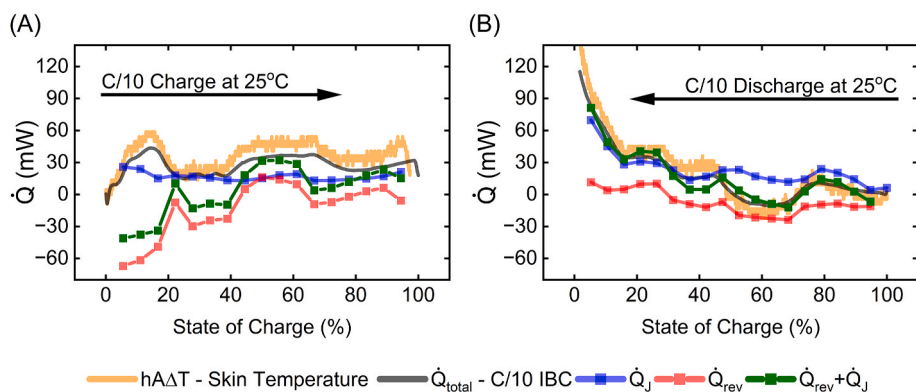 (A)
(B)
C/10 Charge at 25°C
Q̇ (mW)
120
90
60
30
0
−30
−60
0
20
40
60
80
100
State of Charge (%)
C/10 Discharge at 25°C
Q̇ (mW)
120
90
60
30
0
−30
−60
0
20
40
60
80
100
State of Charge (%)
hAΔT - Skin Temperature
Q̇total - C/10 IBC
Q̇J
Q̇rev
Q̇rev+Q̇J